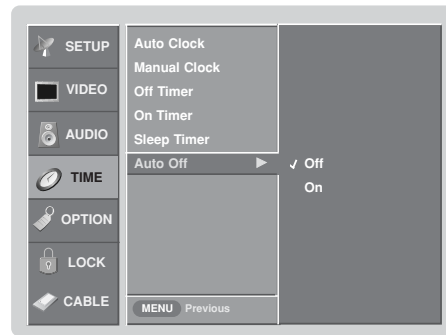 SETUP
VIDEO
AUDIO
TIME
OPTION
LOCK
CABLE
Auto Clock
Manual Clock
Off Timer
On Timer
Sleep Timer
Auto Off
Off
On
MENU Previous